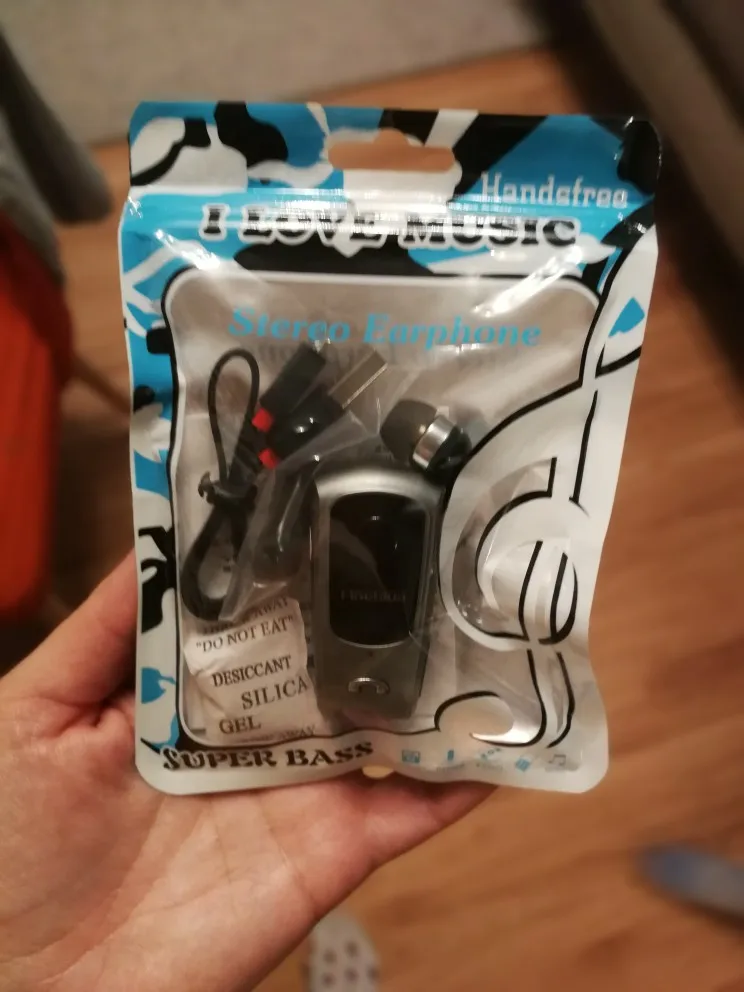 Handsfree
I LOVE MUSIC
Stereo Earphone
"DO NOT EAT"
DESICCANT
SILICA
GEL
SUPER BASS